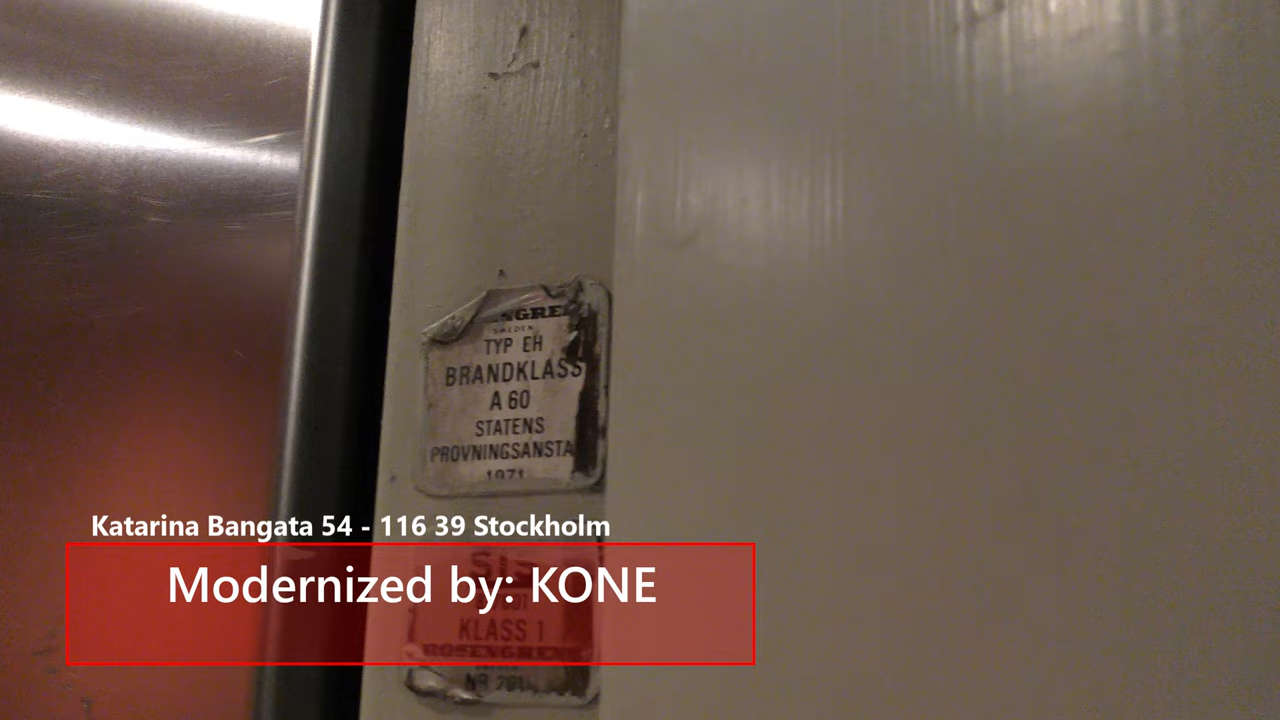 SWEDEN
TYP EH
BRANDKLASS
A 60
STATENS
PROVNINGSANSTA
1971
Katarina Bangata 54 - 116 39 Stockholm
Modernized by: KONE
KLASS 1
ROSENGRENS
NR